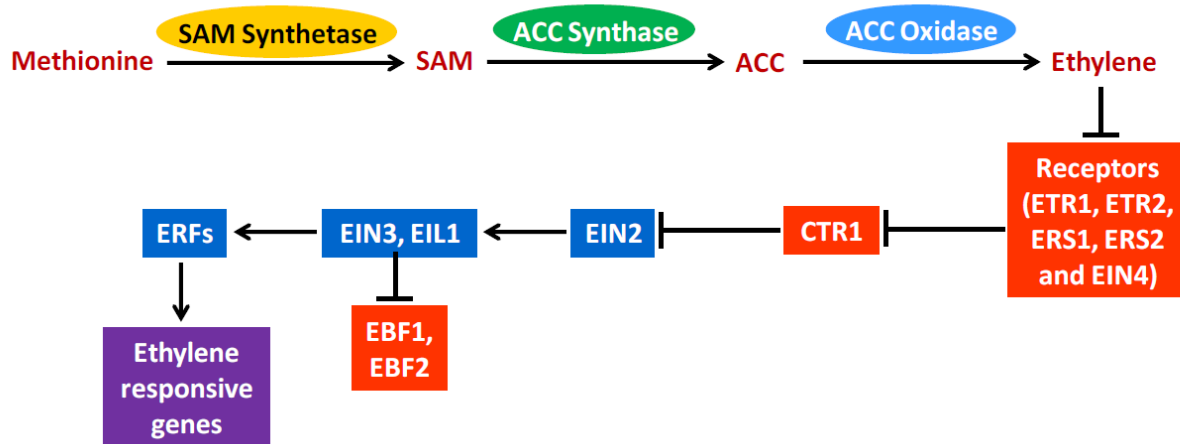 SAM Synthetase
ACC Synthase
ACC Oxidase
Methionine
SAM
ACC
Ethylene
Receptors
(ETR1, ETR2,
ERS1, ERS2
and EIN4)
CTR1
EIN2
EIN3, EIL1
ERFs
EBF1,
EBF2
Ethylene
responsive
genes